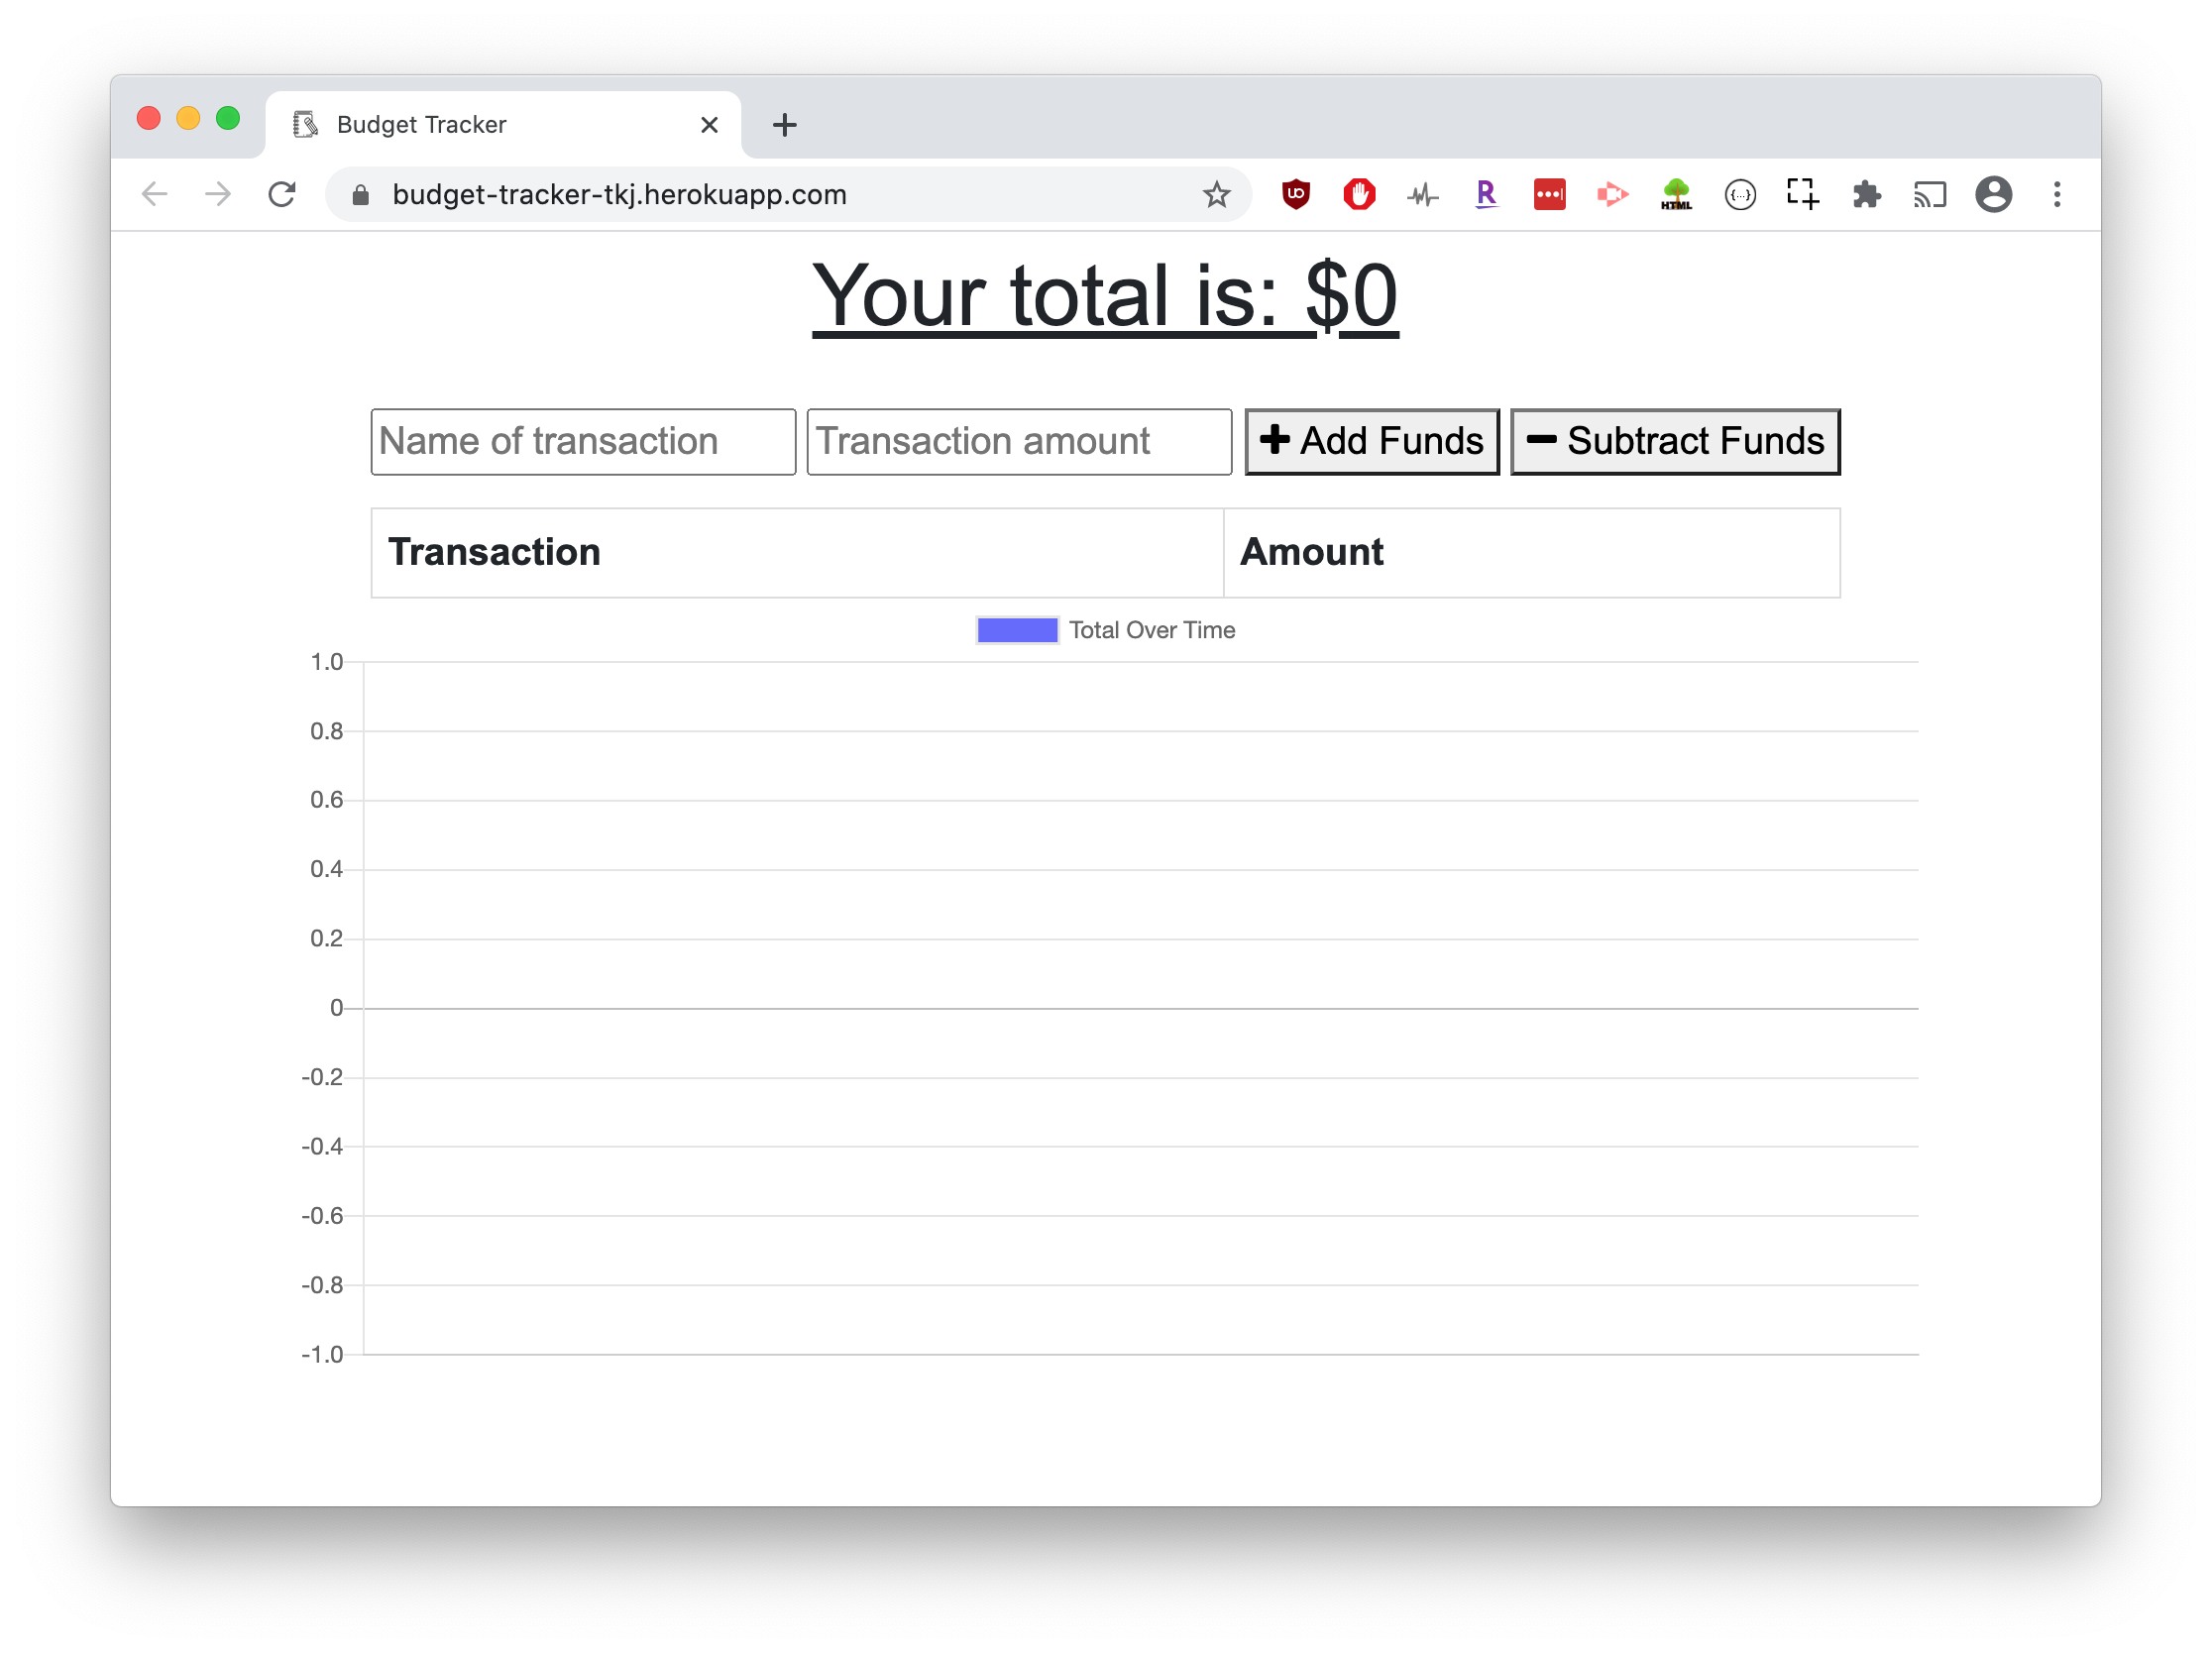 Budget Tracker
budget-tracker-tkj.herokuapp.com
R
HTML
{...}
Your total is: $0
Name of transaction Transaction amount Add Funds Subtract Funds
Transaction Amount
Total Over Time
1.0
0.8
0.6
0.4
0.2
0
-0.2
-0.4
-0.6
-0.8
-1.0